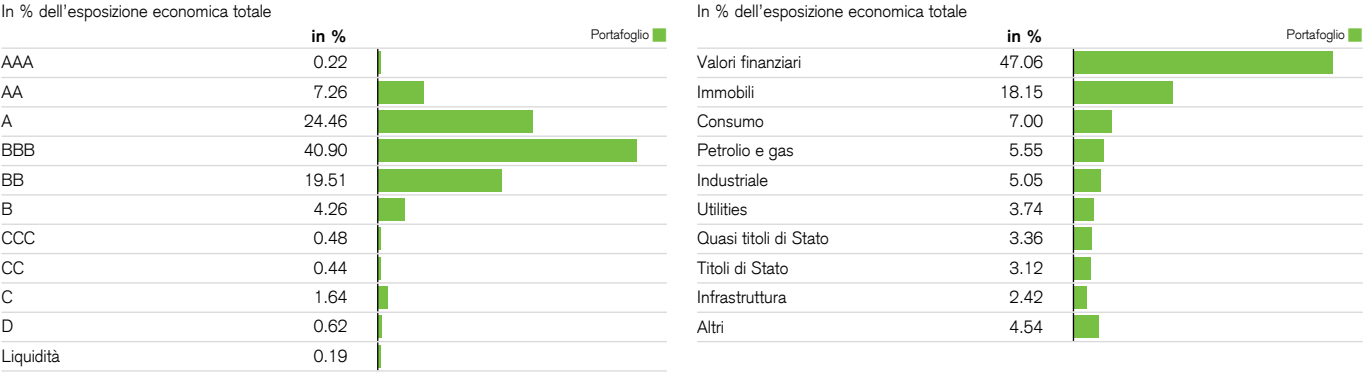 In % dell'esposizione economica totale
in % Portafoglio
AAA 0.22
AA 7.26
A 24.46
BBB 40.90
BB 19.51
B 4.26
CCC 0.48
CC 0.44
C 1.64
D 0.62
Liquidità 0.19
In % dell'esposizione economica totale
in % Portafoglio
Valori finanziari 47.06
Immobili 18.15
Consumo 7.00
Petrolio e gas 5.55
Industriale 5.05
Utilities 3.74
Quasi titoli di Stato 3.36
Titoli di Stato 3.12
Infrastruttura 2.42
Altri 4.54